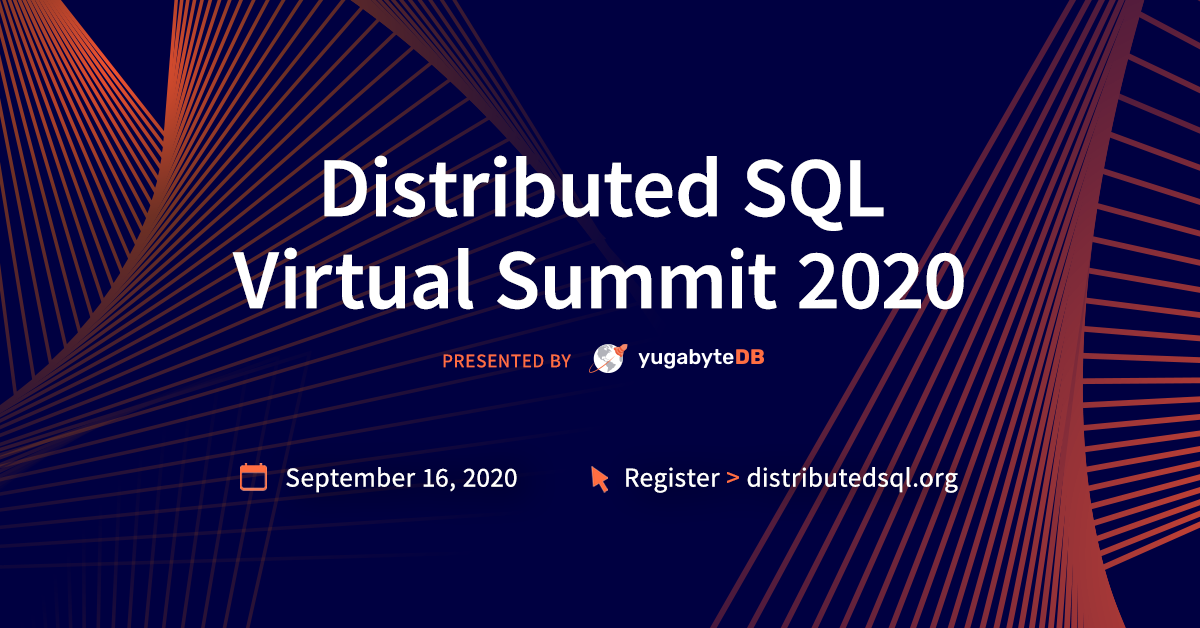 Distributed SQL
Virtual Summit 2020
PRESENTED BY yugabyteDB
September 16, 2020 Register > distributedsql.org